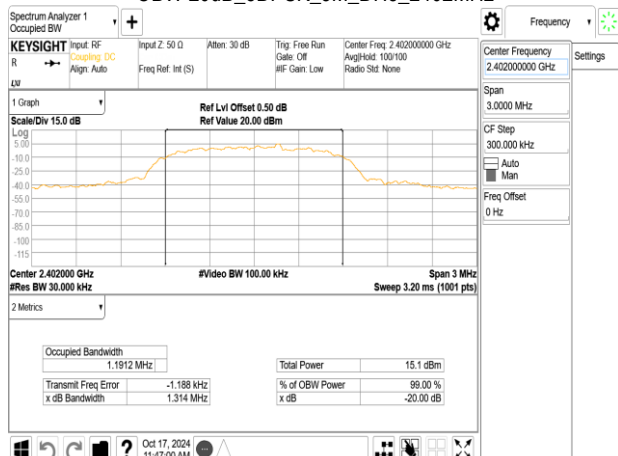 Spectrum Analyzer 1
Occupied BW
Frequency
KEYSIGHT
Input: RF
Coupling: DC
Align: Auto
Input Z: 50 Ω
Freq Ref: Int (S)
Atten: 30 dB
Trig: Free Run
Gate: Off
#IF Gain: Low
Center Freq: 2.402000000 GHz
Avg|Hold: 100/100
Radio Std: None
R
LXI
Center Frequency
2.402000000 GHz
Settings
Span
3.0000 MHz
CF Step
300.000 kHz
Auto
Man
Freq Offset
0 Hz
1 Graph
Scale/Div 15.0 dB
Ref Lvl Offset 0.50 dB
Ref Value 20.00 dBm
Log
5.00
-10.0
-25.0
-40.0
-55.0
-70.0
-85.0
-100
-115
Center 2.402000 GHz
#Video BW 100.00 kHz
Span 3 MHz
#Res BW 30.000 kHz
Sweep 3.20 ms (1001 pts)
2 Metrics
Occupied Bandwidth
1.1912 MHz
Total Power 15.1 dBm
Transmit Freq Error -1.188 kHz
% of OBW Power 99.00 %
x dB Bandwidth 1.314 MHz
x dB -20.00 dB
?
Oct 17, 2024
11:47:00 AM